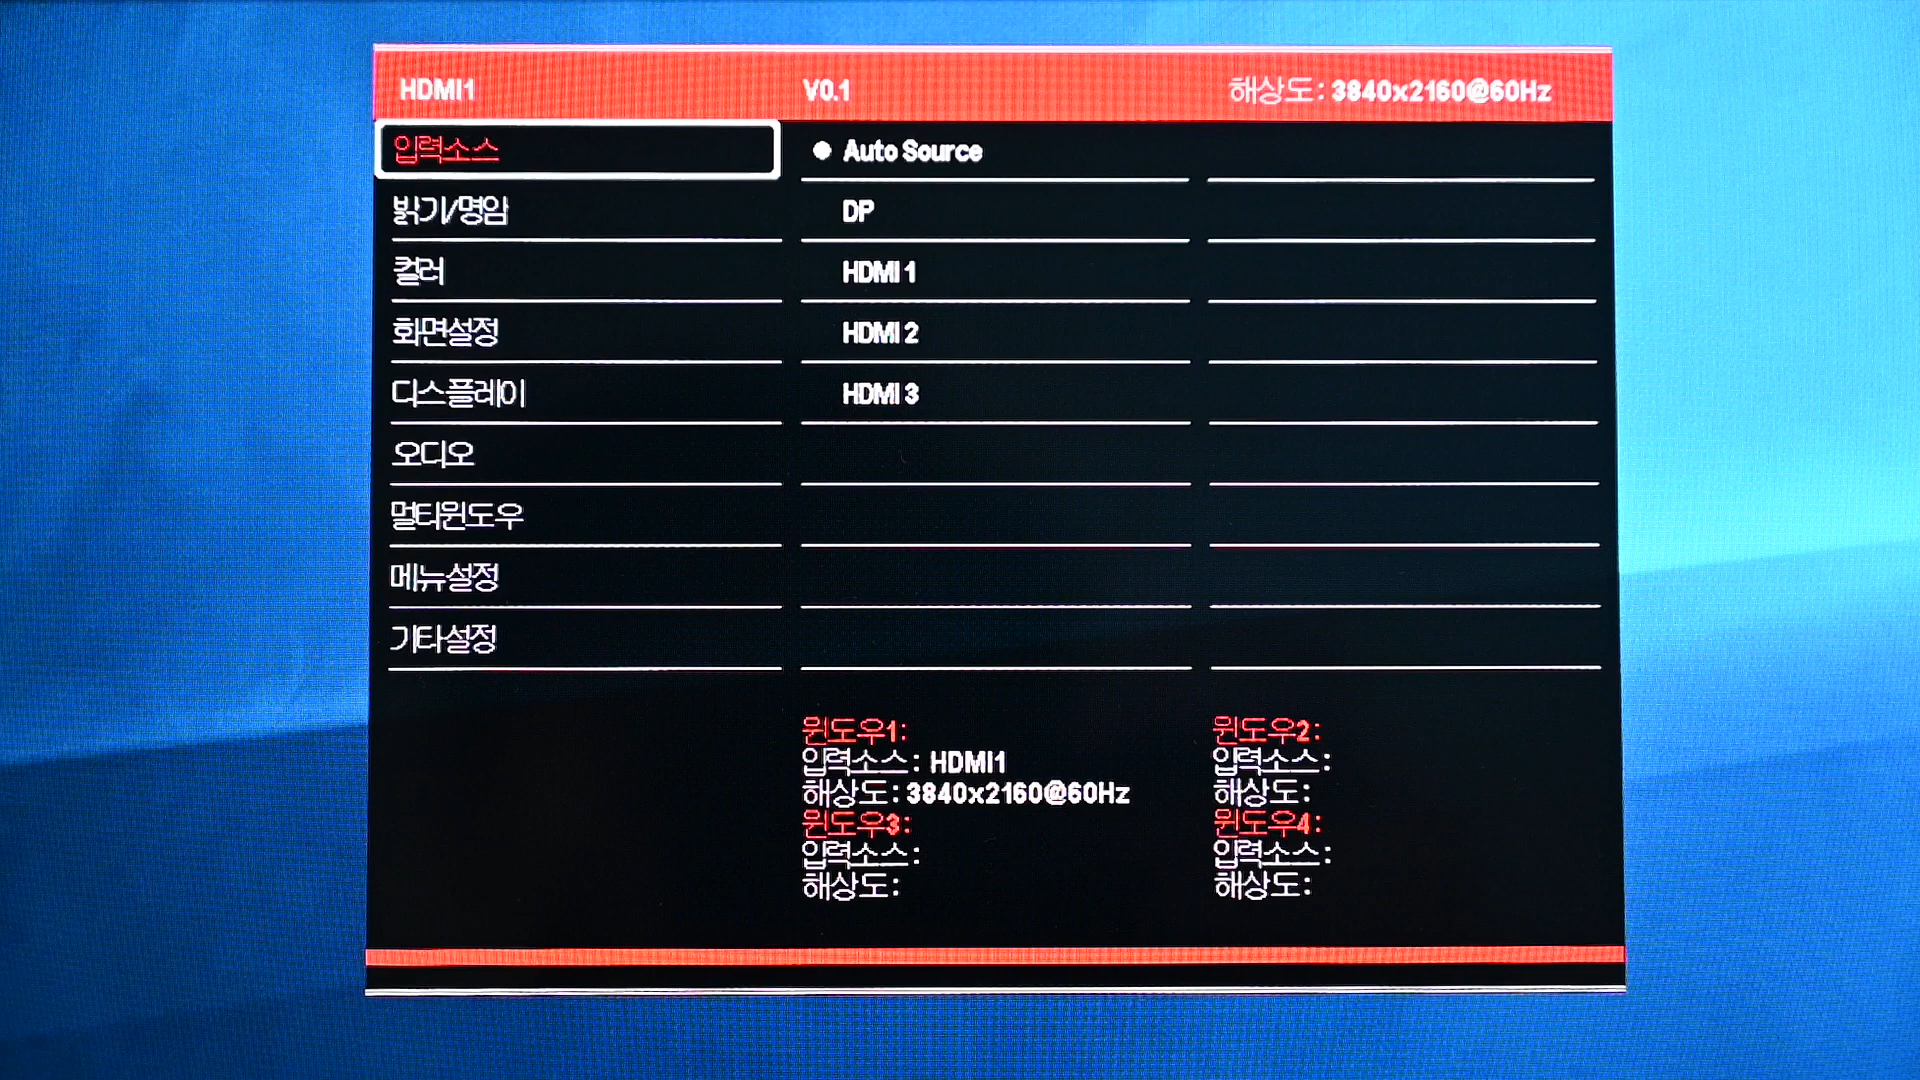 HDMI1 V0.1 해상도: 3840x2160@60Hz
입력소스
밝기/명암
컬러
화면설정
디스플레이
오디오
멀티윈도우
메뉴설정
기타설정
Auto Source
DP
HDMI 1
HDMI 2
HDMI 3
윈도우1:
입력소스: HDMI1
해상도: 3840x2160@60Hz
윈도우3:
입력소스:
해상도:
윈도우2:
입력소스:
해상도:
윈도우4:
입력소스:
해상도: